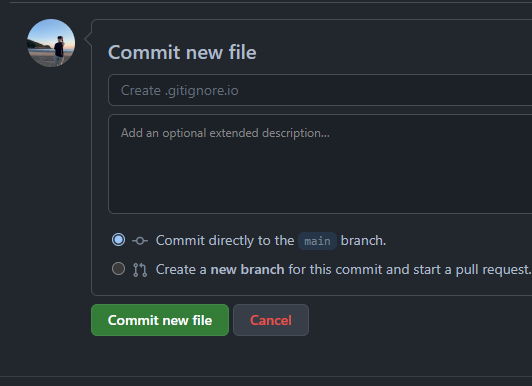 Commit new file
Create .gitignore.io
Add an optional extended description...
Commit directly to the main branch.
Create a new branch for this commit and start a pull request.
Commit new file
Cancel